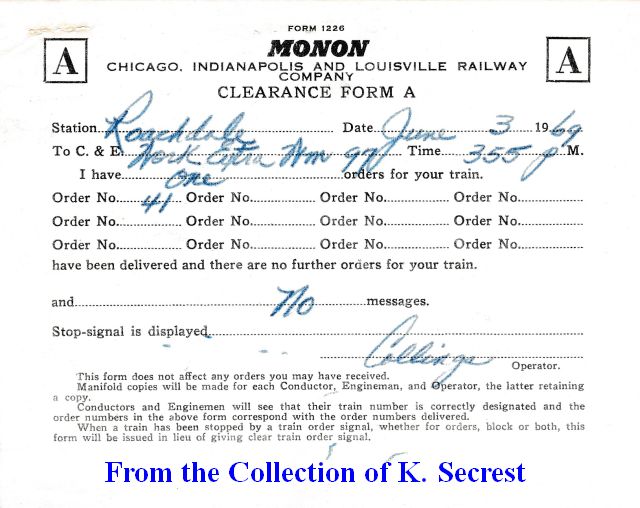 FORM 1226
A MONON A
CHICAGO, INDIANAPOLIS AND LOUISVILLE RAILWAY
COMPANY
CLEARANCE FORM A
Station Roachdale Date June 3 1969
To C. & E. Work Extra Time 355 p M.
I have One orders for your train.
Order No. 41 Order No. Order No. Order No.
Order No. Order No. Order No. Order No.
Order No. Order No. Order No. Order No.
have been delivered and there are no further orders for your train.
and No messages.
Stop-signal is displayed
Collings
Operator.
This form does not affect any orders you may have received.
Manifold copies will be made for each Conductor, Engineman, and Operator, the latter retaining
a copy.
Conductors and Enginemen will see that their train number is correctly designated and the
order numbers in the above form correspond with the order numbers delivered.
When a train has been stopped by a train order signal, whether for orders, block or both, this
form will be issued in lieu of giving clear train order signal.
From the Collection of K. Secrest